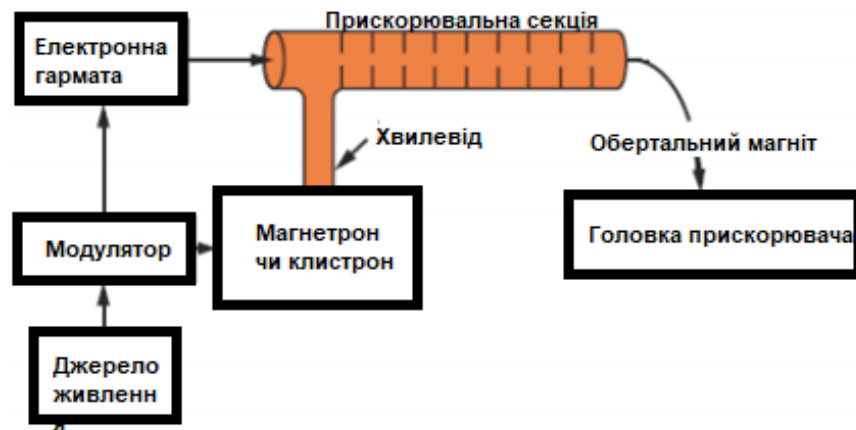 Прискорювальна секція
Електронна
гармата
Хвилевід
Обертальний магніт
Модулятор
Магнетрон
чи клистрон
Головка прискорювача
Джерело
живленн